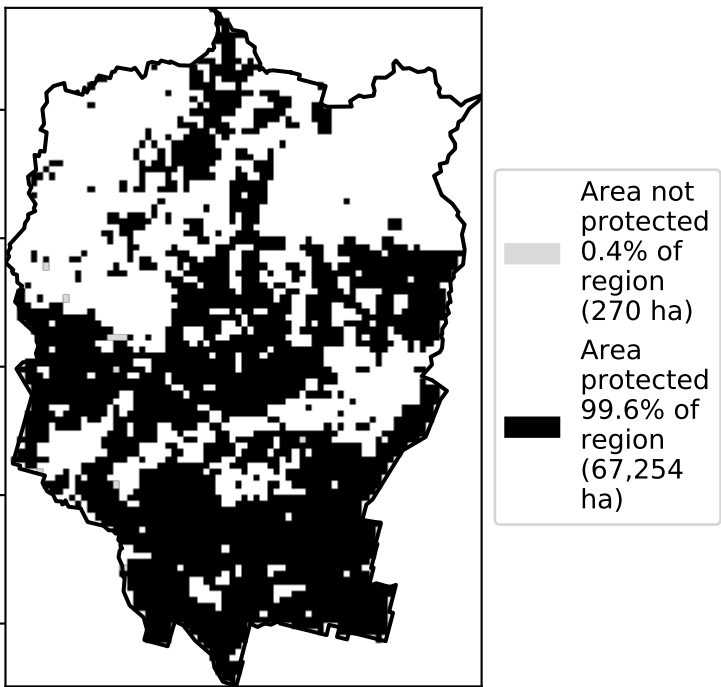 Area not
protected
0.4% of
region
(270 ha)
Area
protected
99.6% of
region
(67,254
ha)